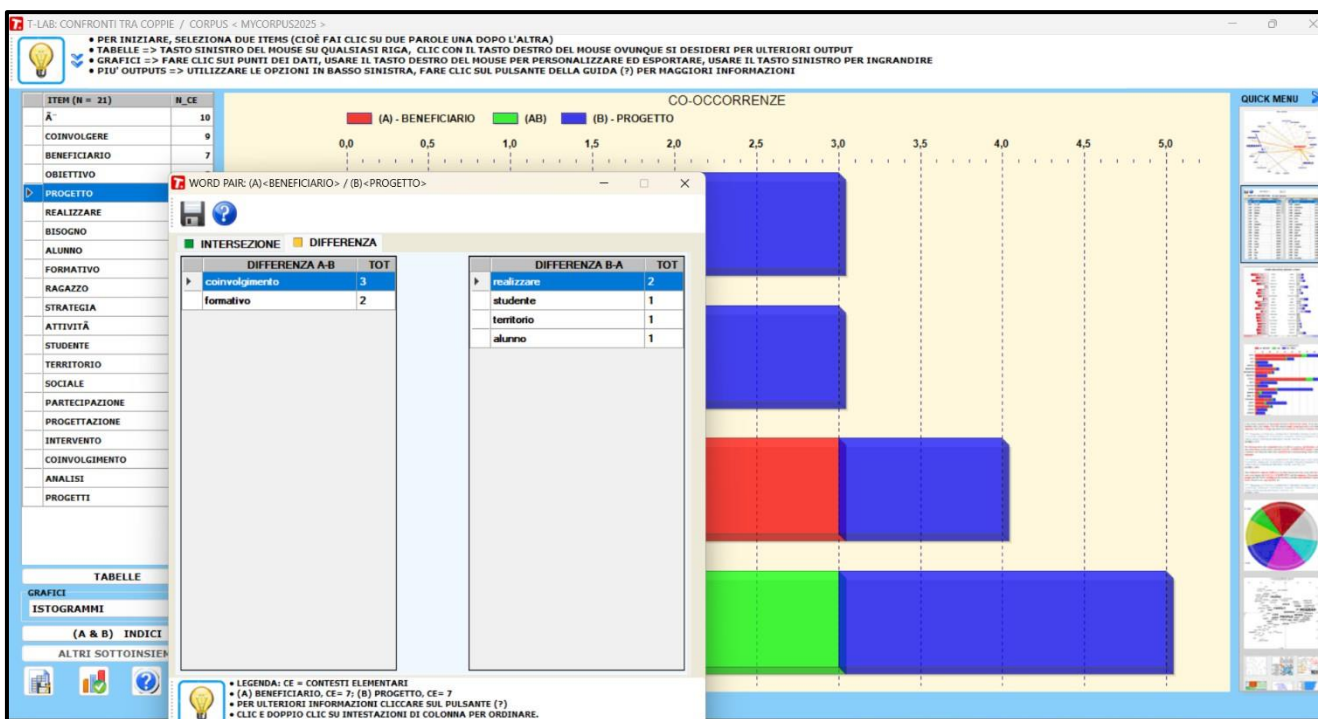 T-LAB: CONFRONTI TRA COPPIE / CORPUS < MYCORPUS2025 >
• PER INIZIARE, SELEZIONA DUE ITEMS (CIOÈ FAI CLIC SU DUE PAROLE UNA DOPO L'ALTRA)
• TABELLE => TASTO SINISTRO DEL MOUSE SU QUALSIASI RIGA, CLIC CON IL TASTO DESTRO DEL MOUSE OVUNQUE SI DESIDERI PER ULTERIORI OUTPUT
• GRAFICI => FARE CLIC SUI PUNTI DEI DATI, USARE IL TASTO DESTRO DEL MOUSE PER PERSONALIZZARE ED ESPORTARE, USARE IL TASTO SINISTRO PER INGRANDIRE
• PIU' OUTPUTS => UTILIZZARE LE OPZIONI IN BASSO SINISTRA, FARE CLIC SUL PULSANTE DELLA GUIDA (?) PER MAGGIORI INFORMAZIONI
ITEM (N = 21) N_CE
Ã¨ 10
COINVOLGERE 9
BENEFICIARIO 7
OBIETTIVO
PROGETTO
REALIZZARE
BISOGNO
ALUNNO
FORMATIVO
RAGAZZO
STRATEGIA
ATTIVITÃ
STUDENTE
TERRITORIO
SOCIALE
PARTECIPAZIONE
PROGETTAZIONE
INTERVENTO
COINVOLGIMENTO
ANALISI
PROGETTI
TABELLE
GRAFICI
ISTOGRAMMI
(A & B) INDICI
ALTRI SOTTOINSIEM
CO-OCCORRENZE
(A) - BENEFICIARIO (AB) (B) - PROGETTO
0,0 0,5 1,0 1,5 2,0 2,5 3,0 3,5 4,0 4,5 5,0
WORD PAIR: (A)<BENEFICIARIO> / (B)<PROGETTO>
INTERSEZIONE DIFFERENZA
DIFFERENZA A-B TOT
coinvolgimento 3
formativo 2
DIFFERENZA B-A TOT
realizzare 2
studente 1
territorio 1
alunno 1
• LEGENDA: CE = CONTESTI ELEMENTARI
• (A) BENEFICIARIO, CE= 7; (B) PROGETTO, CE= 7
• PER ULTERIORI INFORMAZIONI CLICCARE SUL PULSANTE (?)
• CLIC E DOPPIO CLIC SU INTESTAZIONI DI COLONNA PER ORDINARE.
QUICK MENU